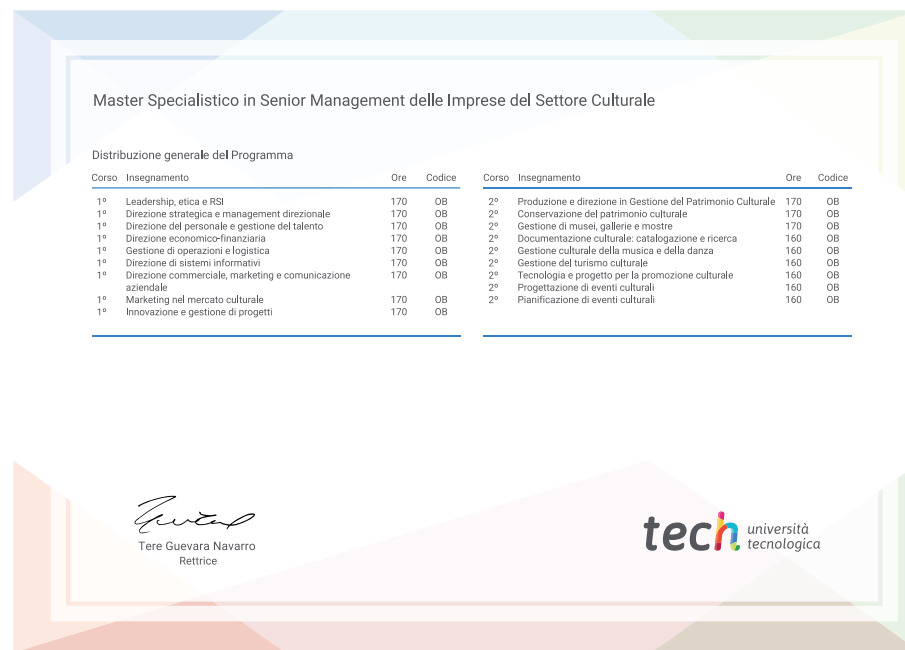 Master Specialistico in Senior Management delle Imprese del Settore Culturale
Distribuzione generale del Programma
Corso Insegnamento Ore Codice
1º Leadership, etica e RSI 170 OB
1º Direzione strategica e management direzionale 170 OB
1º Direzione del personale e gestione del talento 170 OB
1º Direzione economico-finanziaria 170 OB
1º Gestione di operazioni e logistica 170 OB
1º Direzione di sistemi informativi 170 OB
1º Direzione commerciale, marketing e comunicazione 170 OB
aziendale
1º Marketing nel mercato culturale 170 OB
1º Innovazione e gestione di progetti 170 OB
Corso Insegnamento Ore Codice
2º Produzione e direzione in Gestione del Patrimonio Culturale 170 OB
2º Conservazione del patrimonio culturale 170 OB
2º Gestione di musei, gallerie e mostre 170 OB
2º Documentazione culturale: catalogazione e ricerca 160 OB
2º Gestione culturale della musica e della danza 160 OB
2º Gestione del turismo culturale 160 OB
2º Tecnologia e progetto per la promozione culturale 160 OB
2º Progettazione di eventi culturali 160 OB
2º Pianificazione di eventi culturali 160 OB
Tere Guevara Navarro
Rettrice
tech università
tecnologica